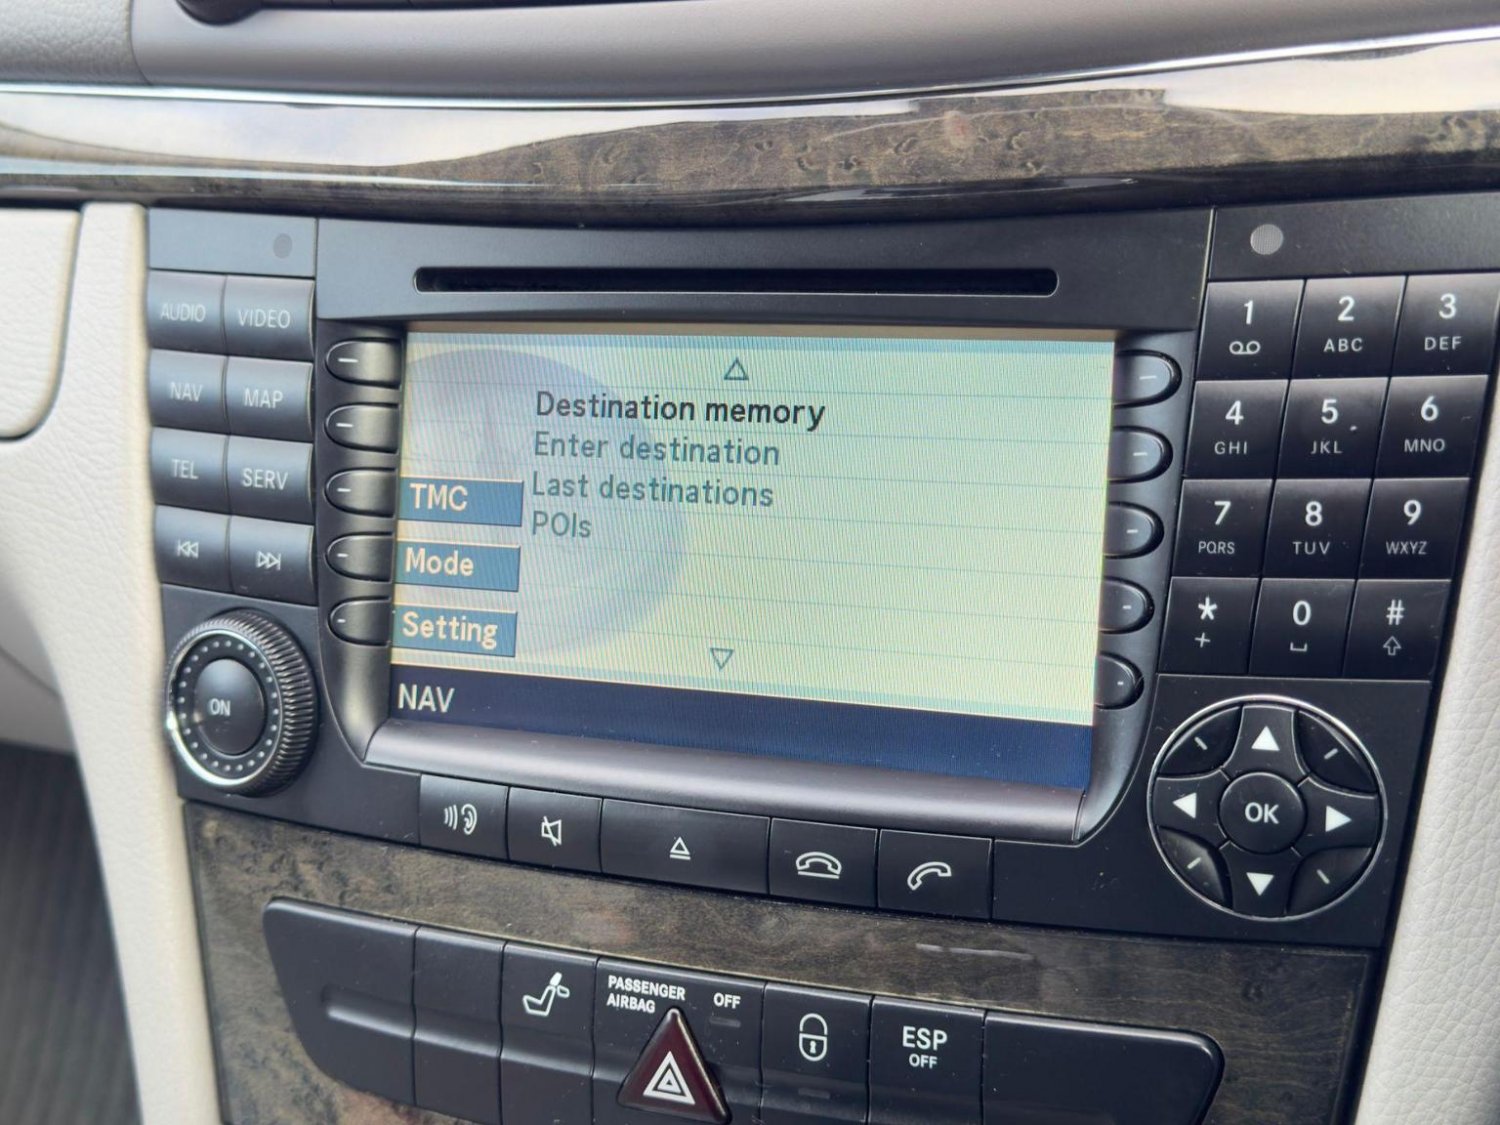 AUDIO VIDEO
NAV MAP
TEL SERV
ON
Destination memory
Enter destination
Last destinations
POIs
TMC
Mode
Setting
NAV
1 2 3
ABC DEF
4 5 6
GHI JKL MNO
7 8 9
PQRS TUV WXYZ
* 0 #
+
OK
PASSENGER
AIRBAG OFF
ESP
OFF